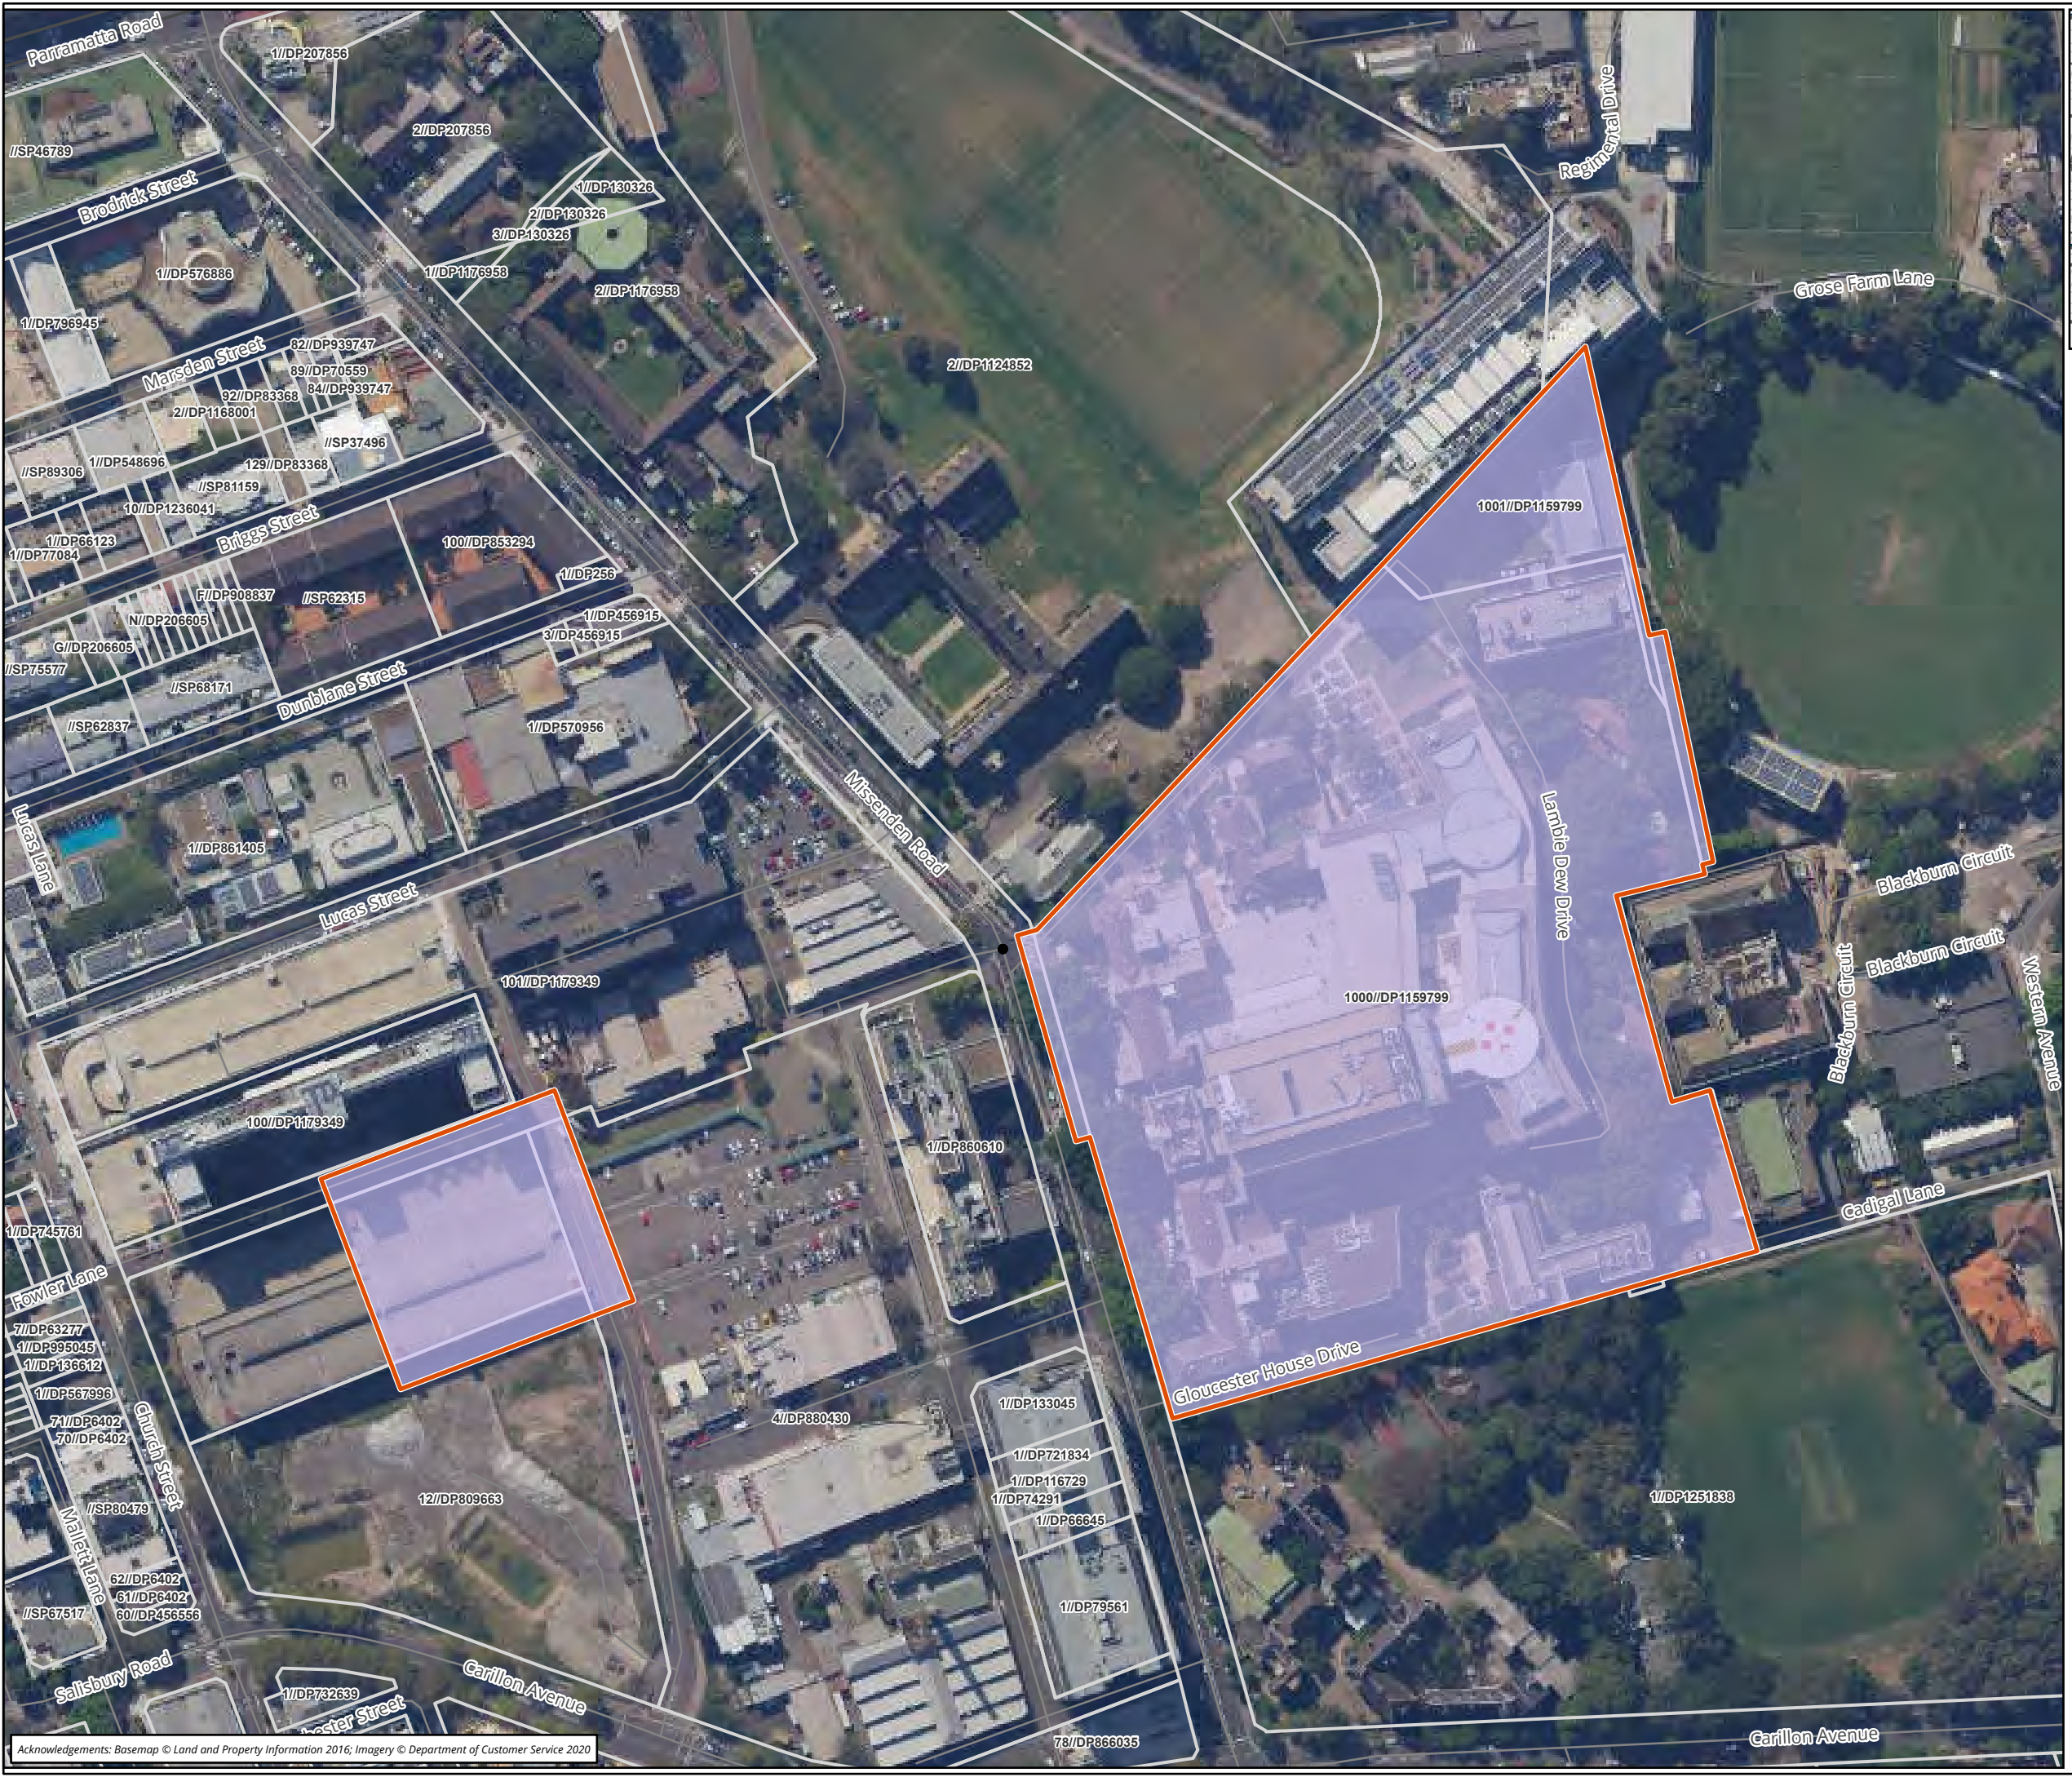 Parramatta Road
1//DP207856
2//DP207856
//SP46789
Regimental Drive
Brodrick Street
1//DP130326
2//DP130326
3//DP130326
1//DP576886
1//DP1176958
2//DP1176958
Grose Farm Lane
1//DP796945
Marsden Street
82//DP939747
89//DP70559
84//DP939747
92//DP83368
2//DP1168001
2//DP1124852
//SP37496
1//DP548696
129//DP83368
//SP89306
//SP81159
10//DP1236041
1001//DP1159799
Briggs Street
1//DP66123
1//DP77084
100//DP853294
1//DP256
F//DP908837
//SP62315
N//DP206605
1//DP456915
3//DP456915
G//DP206605
//SP75577
//SP68171
Dunblane Street
//SP62837
1//DP570956
Missenden Road
Lambie Dew Drive
Lucas Lane
1//DP861405
Blackburn Circuit
Lucas Street
Blackburn Circuit
Blackburn Circuit
Western Avenue
101//DP1179349
1000//DP1159799
100//DP1179349
1//DP860610
Cadigal Lane
1//DP745761
Fowler Lane
7//DP63277
1//DP995045
1//DP136612
Gloucester House Drive
1//DP567996
71//DP6402
70//DP6402
Church Street
1//DP133045
4//DP880430
1//DP721834
1//DP116729
1//DP74291
1//DP66645
12//DP809663
1//DP1251838
//SP80479
Mallett Lane
62//DP6402
61//DP6402
60//DP456556
//SP67517
1//DP79561
Salisbury Road
Carillon Avenue
1//DP732639
ester Street
78//DP866035
Carillon Avenue
Acknowledgements: Basemap © Land and Property Information 2016; Imagery © Department of Customer Service 2020